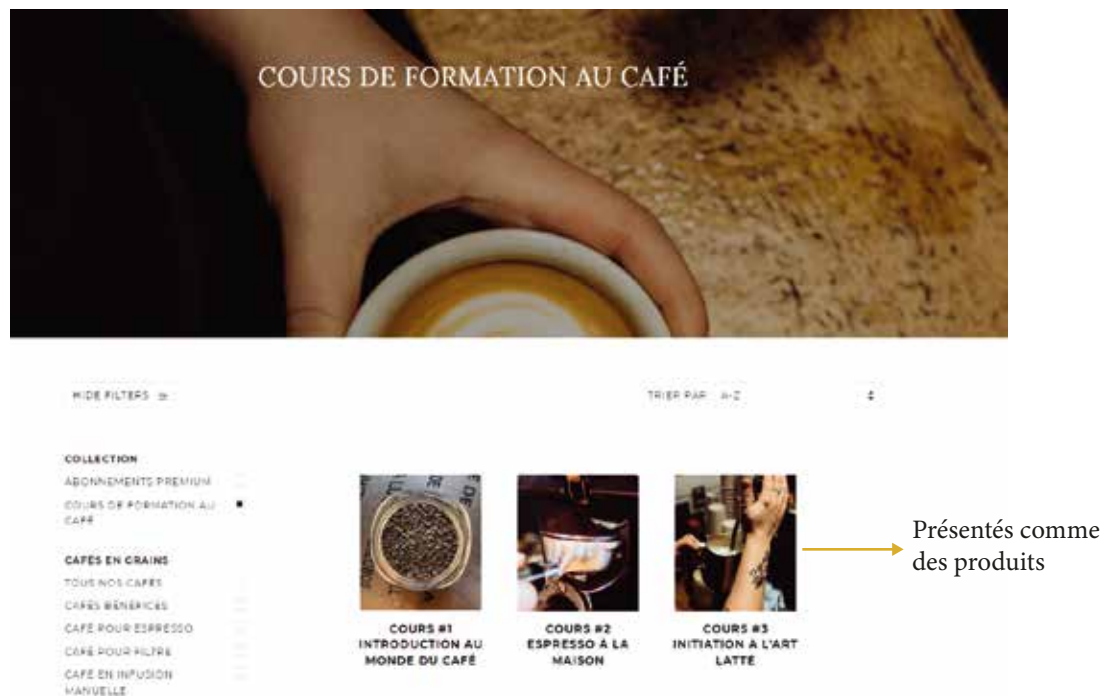 COURS DE FORMATION AU CAFÉ
HIDE FILTERS
TRIER PAR A-Z
COLLECTION
ABONNEMENTS PREMIUM
COURS DE FORMATION AU
CAFÉ
CAFÉS EN GRAINS
TOUS NOS CAFÉS
CAFÉS BÉNÉFICES
CAFÉ POUR ESPRESSO
CAFÉ POUR FILTRE
CAFÉ EN INFUSION
MANUELLE
COURS #1
INTRODUCTION AU
MONDE DU CAFÉ
COURS #2
ESPRESSO À LA
MAISON
COURS #3
INITIATION A L'ART
LATTE
Présentés comme
des produits